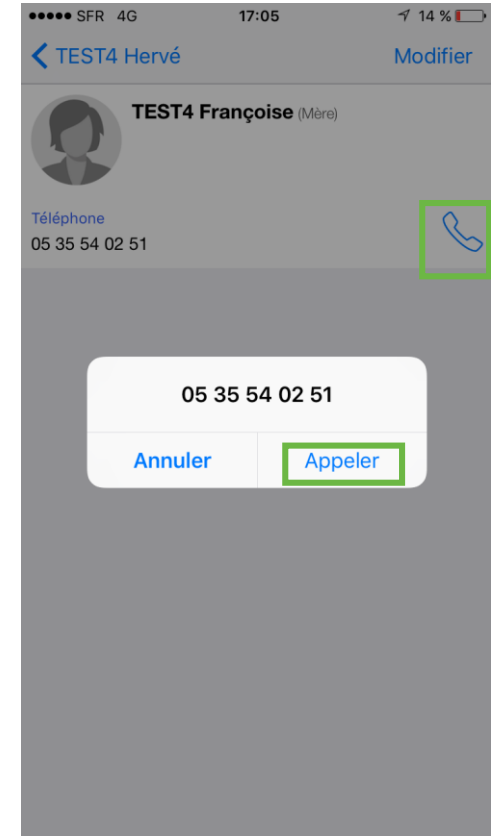 ●●●●● SFR 4G 17:05 14 %
TEST4 Hervé Modifier
TEST4 Françoise (Mère)
Téléphone
05 35 54 02 51
05 35 54 02 51
Annuler Appeler